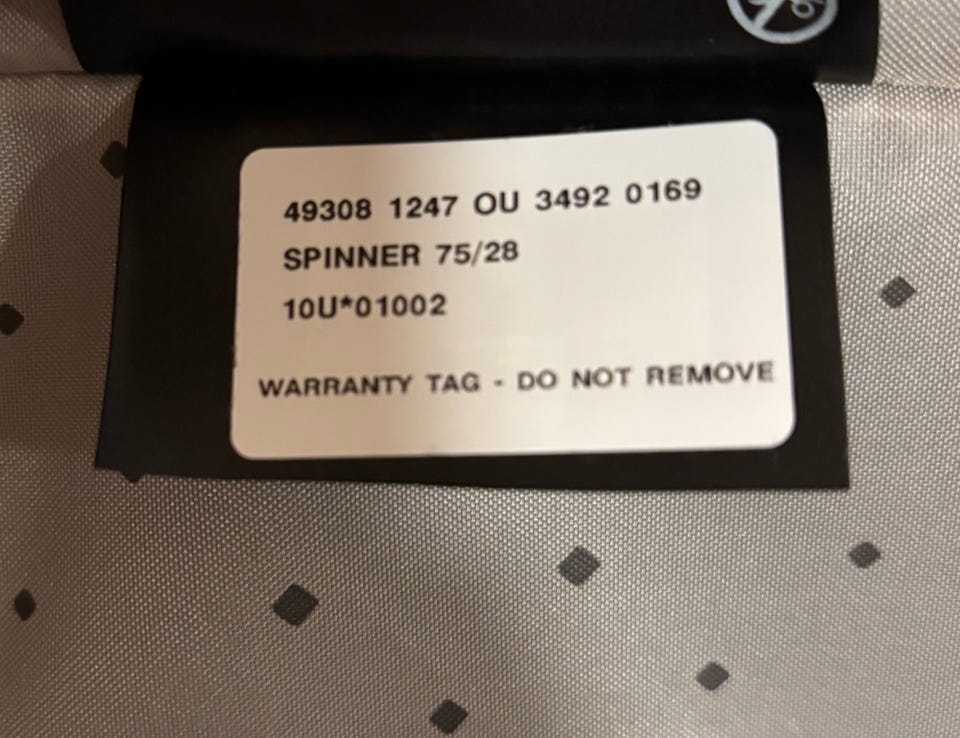 49308 1247 OU 3492 0169
SPINNER 75/28
10U*01002
WARRANTY TAG - DO NOT REMOVE